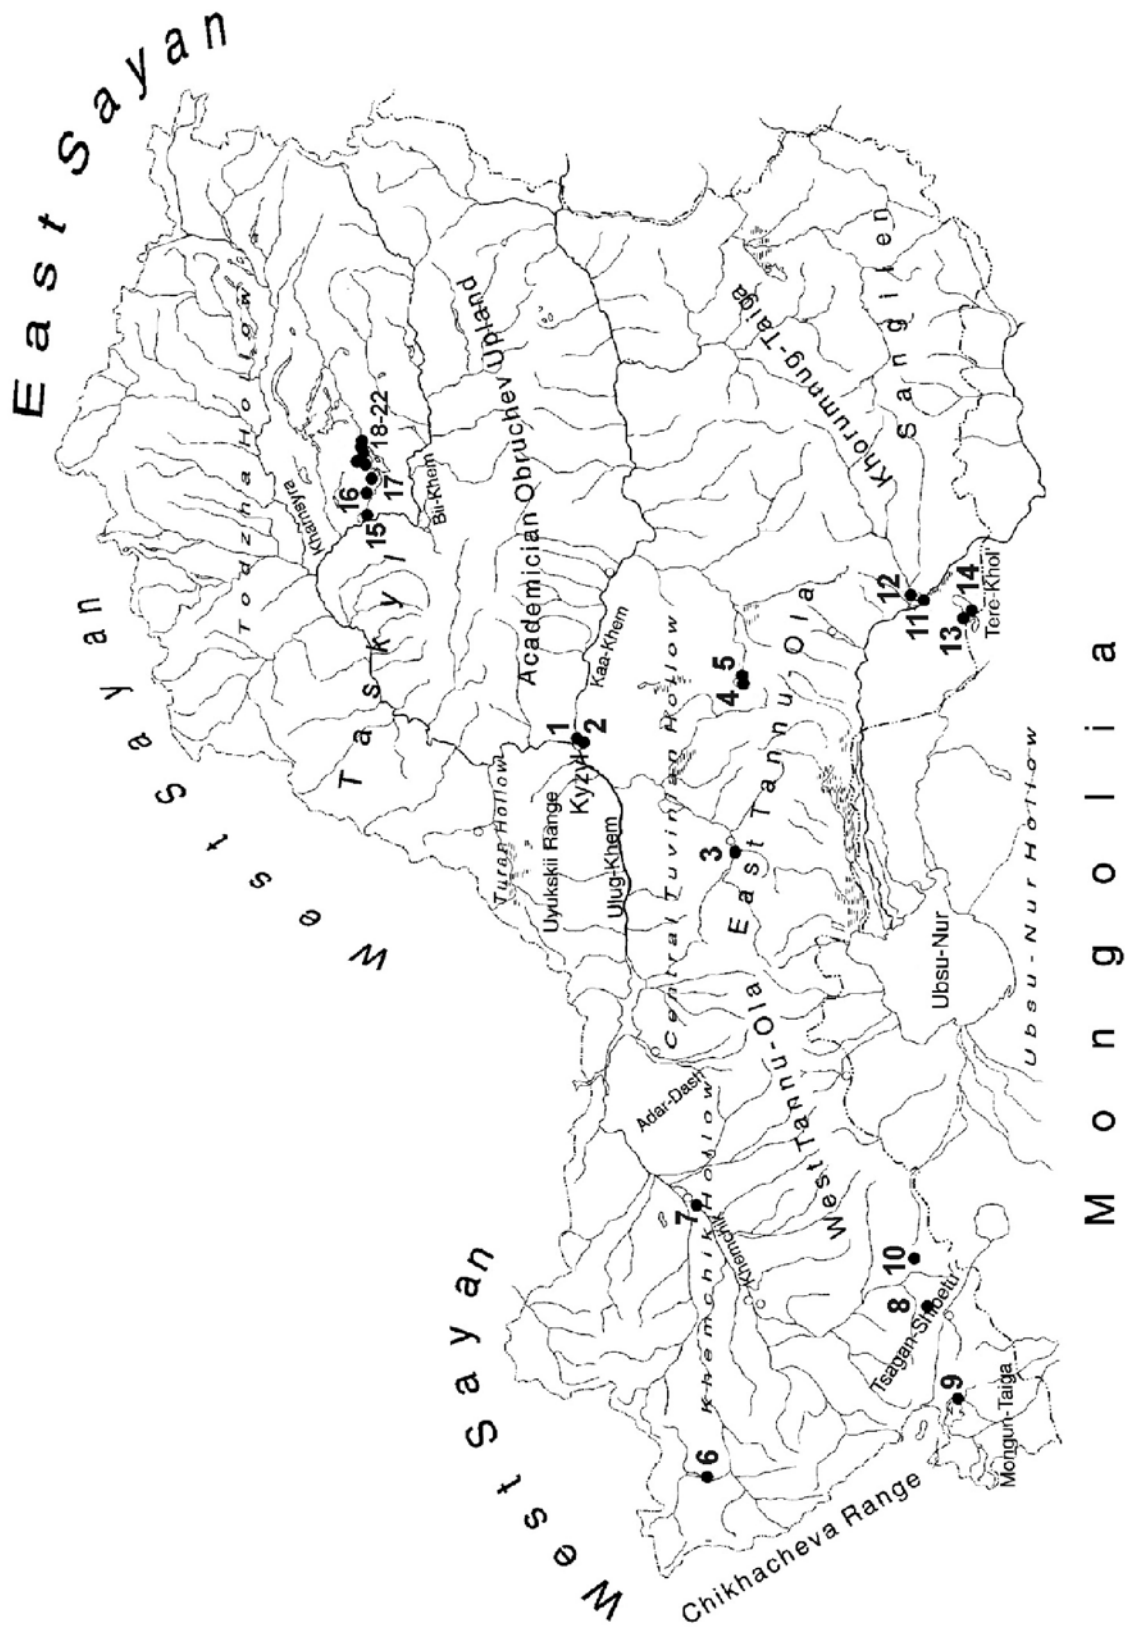 East Sayan
West Sayan
West Sayan
Todzha Hollow
Khamsyra
Taskyl
15
16
17
18-22
Bii-Khem
Academician Obruchev Upland
Turan Hollow
Uyukskii Range
Kyzyl
1
2
Kaa-Khem
Ulug-Khem
Central Tuvinian Hollow
3
4
5
East Tannu-Ola
Khorumnug-Taiga
Sangilen
11
12
13
14
Tere-Khol'
Adar-Dash
Khemchik Hollow
Khemchik
6
7
West Tannu-Ola
Ubsu-Nur
Ubsu-Nur Hollow
8
9
10
Tsagan-Shibetu
Mongun-Taiga
Chikhacheva Range
Mongolia